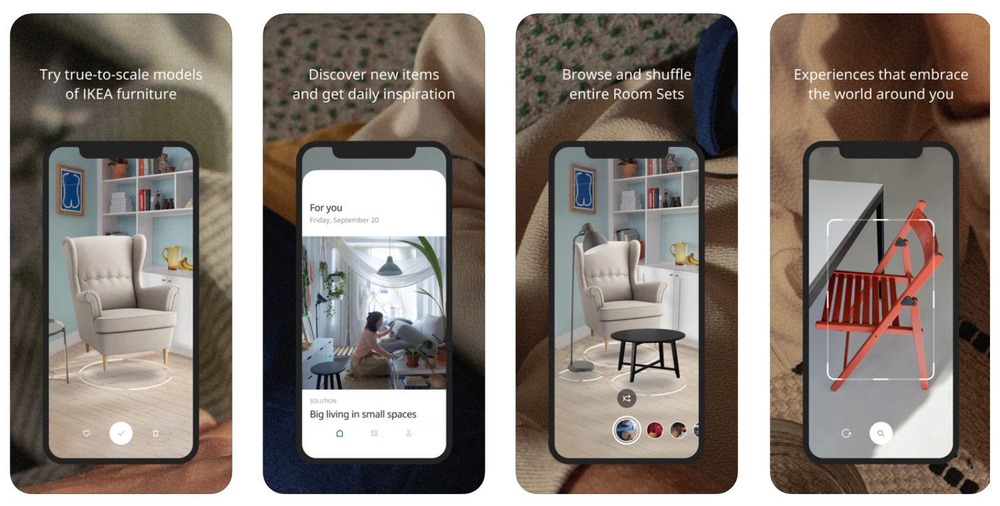 Try true-to-scale models
of IKEA furniture
Discover new items
and get daily inspiration
For you
Friday, September 20
SOLUTION
Big living in small spaces
Browse and shuffle
entire Room Sets
Experiences that embrace
the world around you